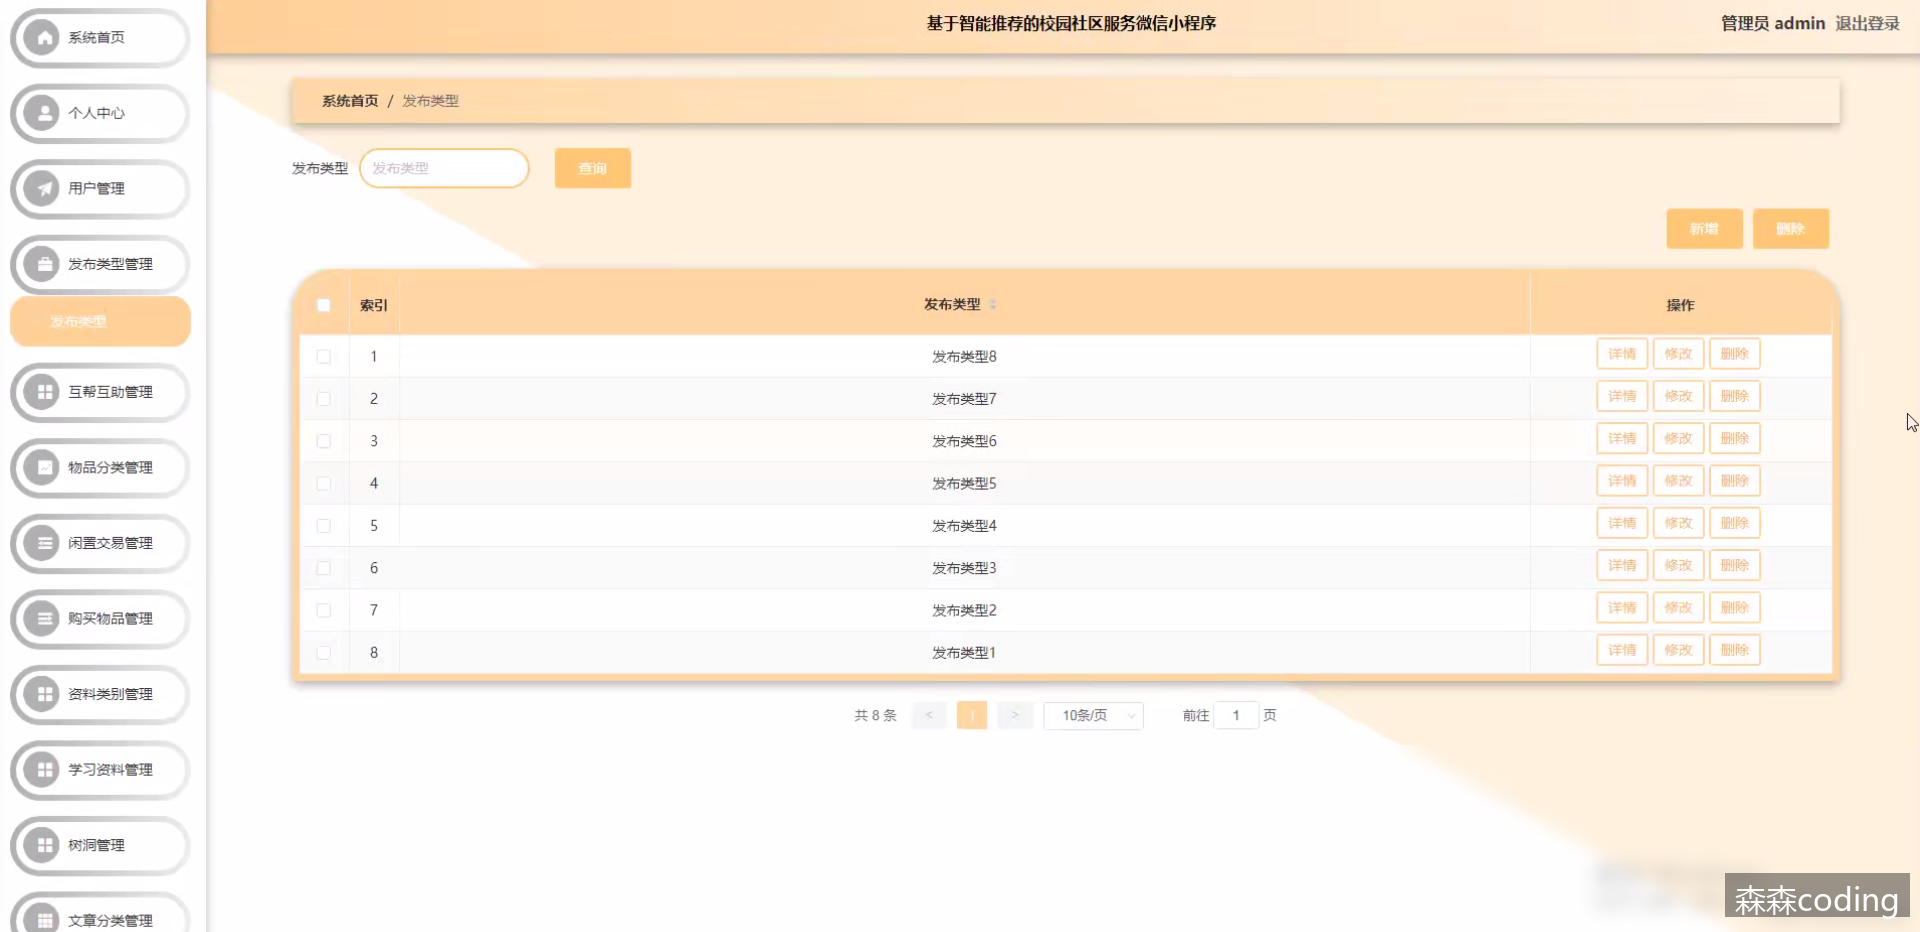 系统首页
个人中心
用户管理
发布类型管理
发布类型
互帮互助管理
物品分类管理
闲置交易管理
购买物品管理
资料类别管理
学习资料管理
树洞管理
文章分类管理
基于智能推荐的校园社区服务微信小程序
管理员 admin 退出登录
系统首页 / 发布类型
发布类型 发布类型 查询
新增 删除
索引 发布类型 操作
1 发布类型8 详情 修改 删除
2 发布类型7 详情 修改 删除
3 发布类型6 详情 修改 删除
4 发布类型5 详情 修改 删除
5 发布类型4 详情 修改 删除
6 发布类型3 详情 修改 删除
7 发布类型2 详情 修改 删除
8 发布类型1 详情 修改 删除
共 8 条 < 1 > 10条/页 前往 1 页
森森coding